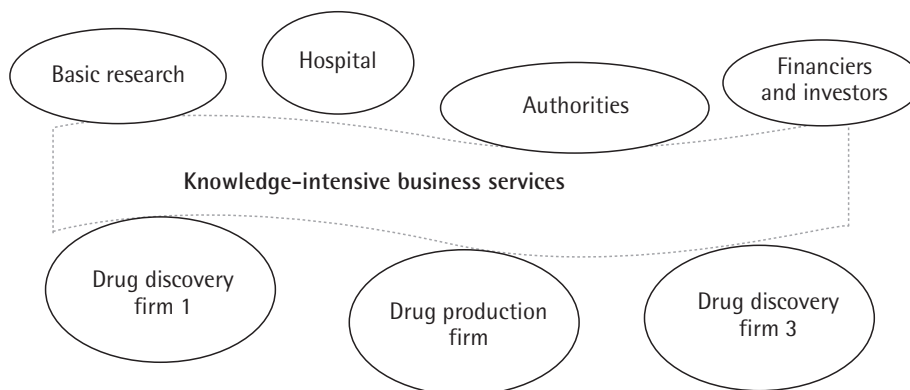 Basic research
Hospital
Authorities
Financiers
and investors
Knowledge-intensive business services
Drug discovery
firm 1
Drug production
firm
Drug discovery
firm 3